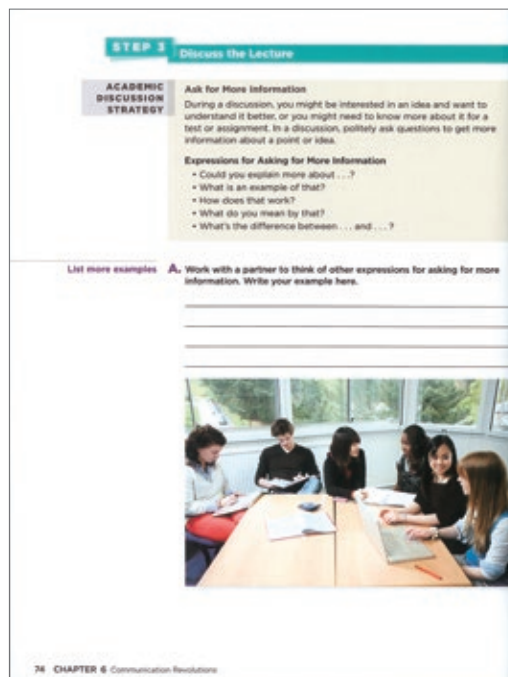 STEP 3 Discuss the Lecture
ACADEMIC
DISCUSSION
STRATEGY
Ask for More Information
During a discussion, you might be interested in an idea and want to
understand it better, or you might need to know more about it for a
test or assignment. In a discussion, politely ask questions to get more
information about a point or idea.
Expressions for Asking for More Information
• Could you explain more about . . . ?
• What is an example of that?
• How does that work?
• What do you mean by that?
• What's the difference between . . . and . . . ?
List more examples A. Work with a partner to think of other expressions for asking for more
information. Write your example here.
74 CHAPTER 6 Communication Revolutions